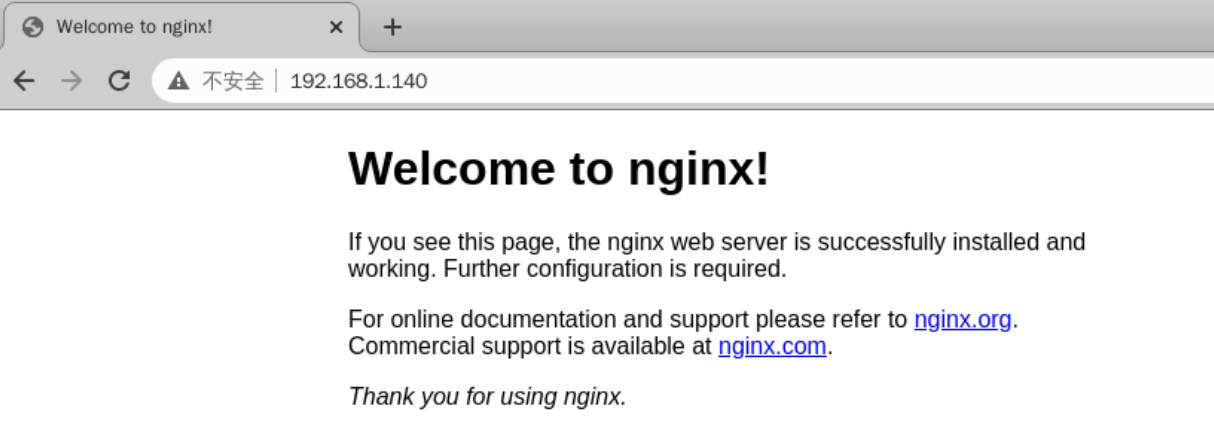 Welcome to nginx!
不安全 192.168.1.140
Welcome to nginx!
If you see this page, the nginx web server is successfully installed and
working. Further configuration is required.
For online documentation and support please refer to nginx.org.
Commercial support is available at nginx.com.
Thank you for using nginx.